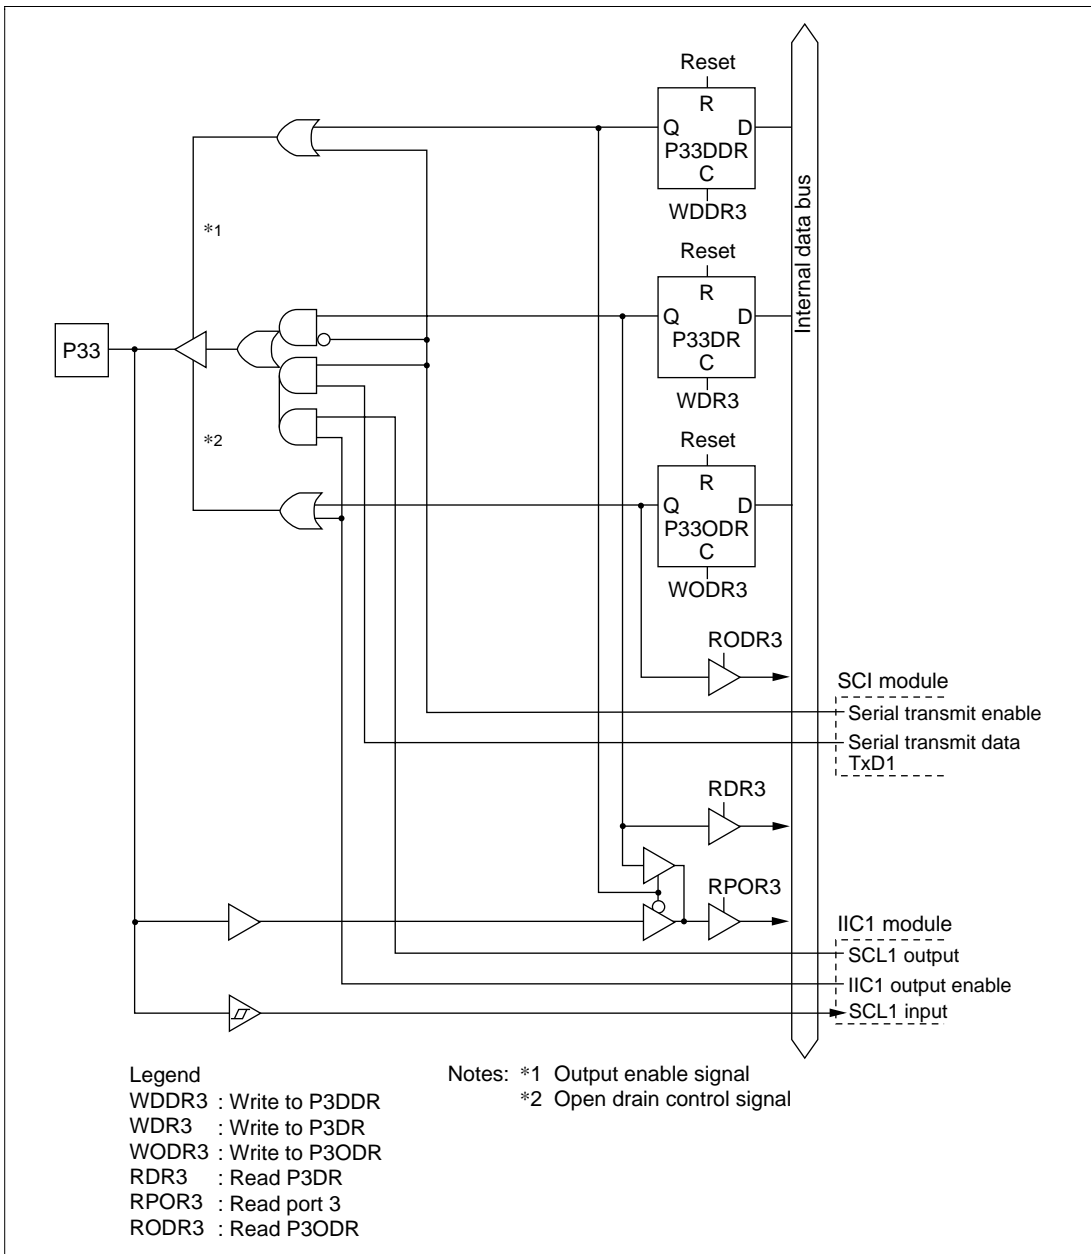 Reset
R
Q D
P33DDR
C
WDDR3
Internal data bus
*1
Reset
R
Q D
P33DR
C
WDR3
P33
*2
Reset
R
Q D
P33ODR
C
WODR3
RODR3
SCI module
Serial transmit enable
Serial transmit data
TxD1
RDR3
RPOR3
IIC1 module
SCL1 output
IIC1 output enable
SCL1 input
Legend
WDDR3 : Write to P3DDR
WDR3 : Write to P3DR
WODR3 : Write to P3ODR
RDR3 : Read P3DR
RPOR3 : Read port 3
RODR3 : Read P3ODR
Notes: *1 Output enable signal
*2 Open drain control signal